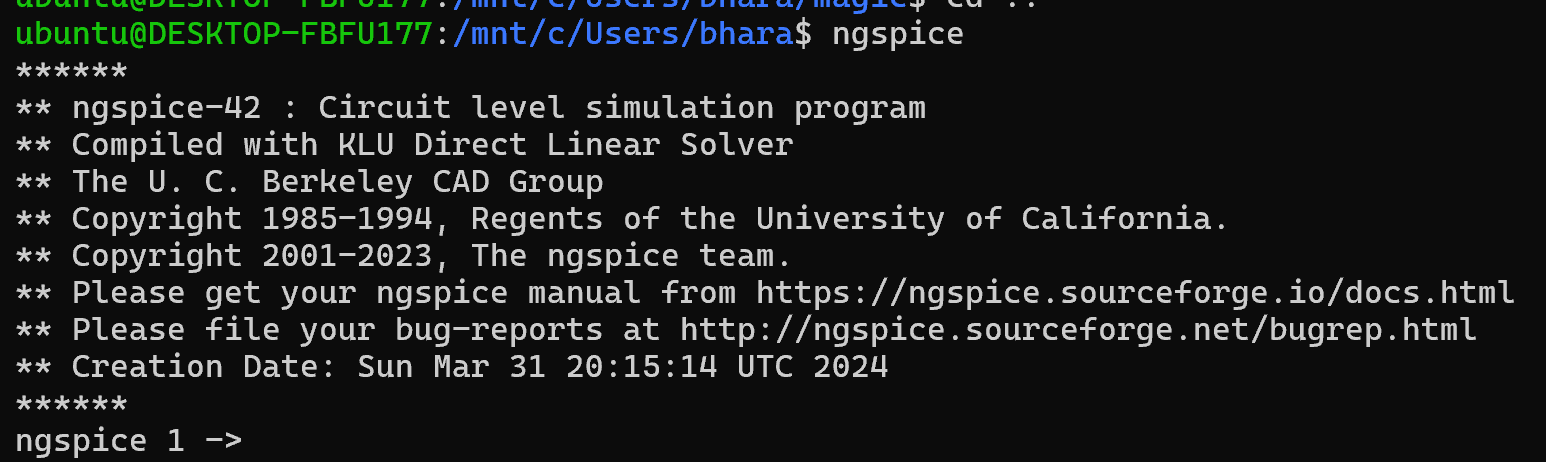 ubuntu@DESKTOP-FBFU177:/mnt/c/Users/bhara/magic$ cd ..
ubuntu@DESKTOP-FBFU177:/mnt/c/Users/bhara$ ngspice
******
** ngspice-42 : Circuit level simulation program
** Compiled with KLU Direct Linear Solver
** The U. C. Berkeley CAD Group
** Copyright 1985-1994, Regents of the University of California.
** Copyright 2001-2023, The ngspice team.
** Please get your ngspice manual from https://ngspice.sourceforge.io/docs.html
** Please file your bug-reports at http://ngspice.sourceforge.net/bugrep.html
** Creation Date: Sun Mar 31 20:15:14 UTC 2024
******
ngspice 1 ->